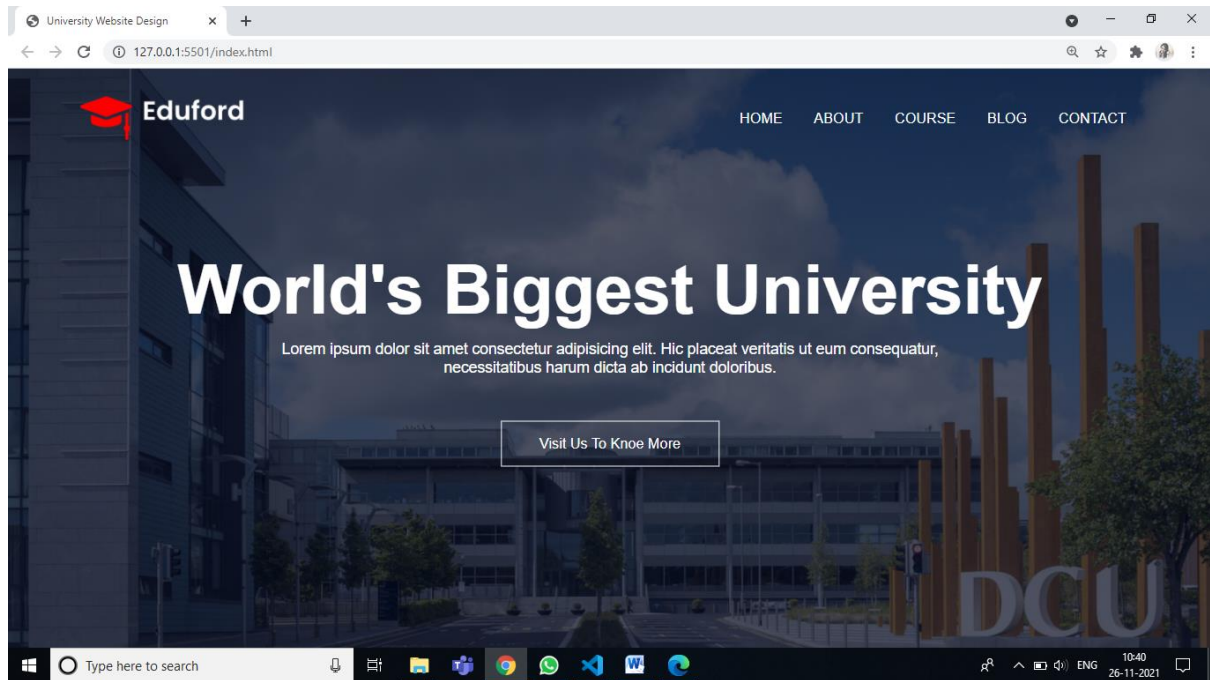 University Website Design
127.0.0.1:5501/index.html
Eduford
HOME ABOUT COURSE BLOG CONTACT
World's Biggest University
Lorem ipsum dolor sit amet consectetur adipisicing elit. Hic placeat veritatis ut eum consequatur,
necessitatibus harum dicta ab incidunt doloribus.
Visit Us To Knoe More
DCU
Type here to search
ENG
10:40
26-11-2021